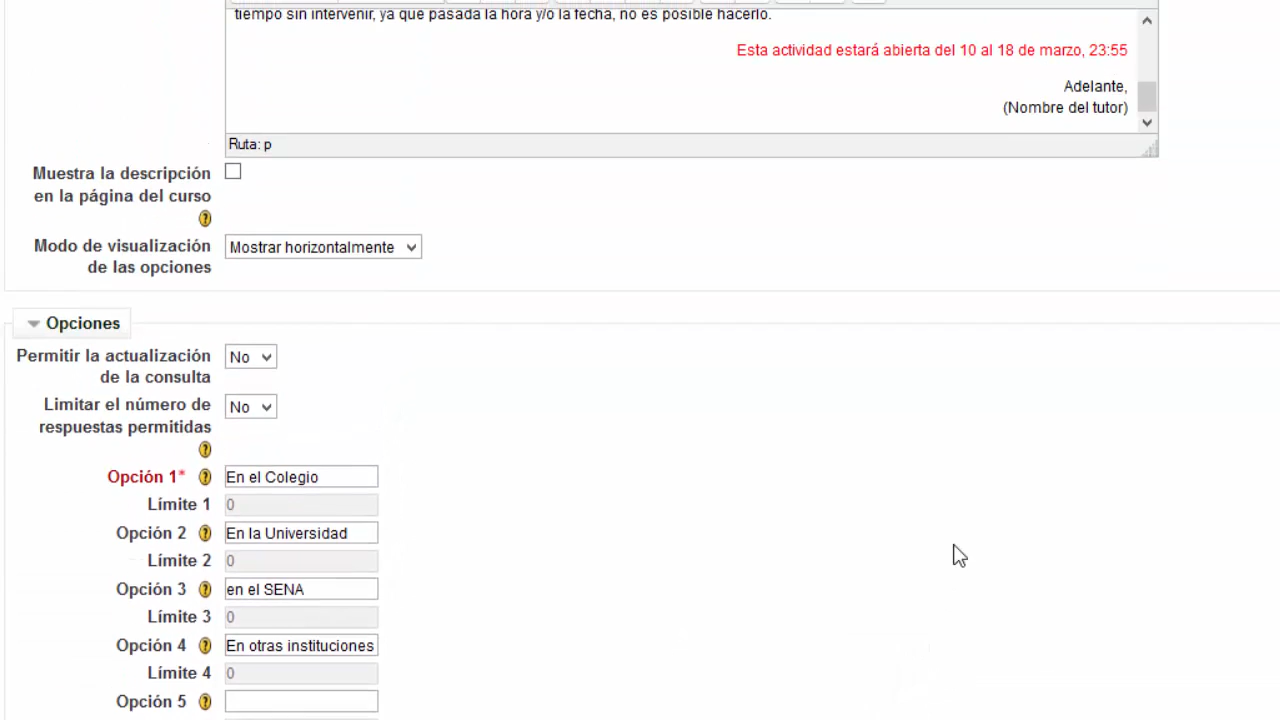 tiempo sin intervenir, ya que pasada la hora y/o la fecha, no es posible hacerlo.
Esta actividad estará abierta del 10 al 18 de marzo, 23:55
Adelante,
(Nombre del tutor)
Ruta: p
Muestra la descripción
en la página del curso
Modo de visualización
de las opciones
Mostrar horizontalmente
Opciones
Permitir la actualización
de la consulta
No
Limitar el número de
respuestas permitidas
No
Opción 1* En el Colegio
Límite 1 0
Opción 2 En la Universidad
Límite 2 0
Opción 3 en el SENA
Límite 3 0
Opción 4 En otras instituciones
Límite 4 0
Opción 5